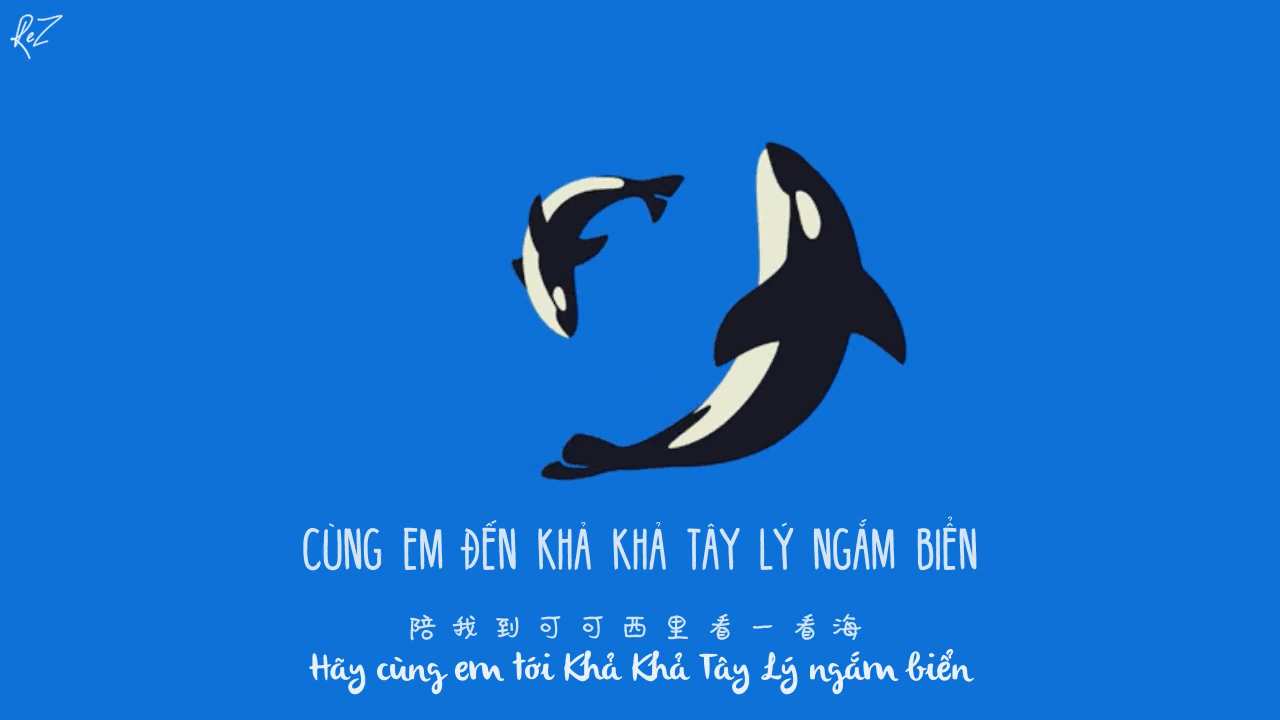 ReZ
CÙNG EM ĐẾN KHẢ KHẢ TÂY LÝ NGẮM BIỂN
陪我到可可西里看一看海
Hãy cùng em tới Khả Khả Tây Lý ngắm biển